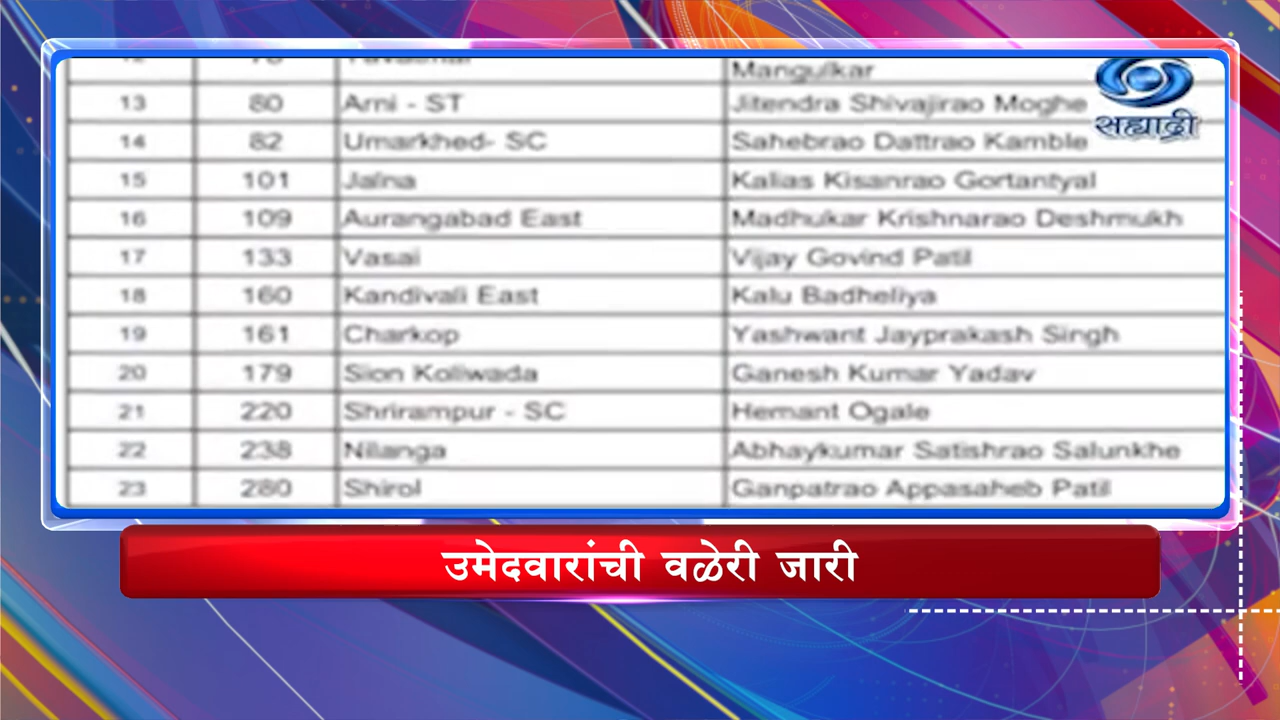 Mangulkar
13 80 Arni - ST Jitendra Shivajirao Moghe
14 82 Umarkhed- SC Sahebrao Dattrao Kamble
15 101 Jalna Kalias Kisanrao Gortantyal
16 109 Aurangabad East Madhukar Krishnarao Deshmukh
17 133 Vasai Vijay Govind Patil
18 160 Kandivali East Kalu Badheliya
19 161 Charkop Yashwant Jayprakash Singh
20 179 Sion Koliwada Ganesh Kumar Yadav
21 220 Shrirampur - SC Hemant Ogale
22 238 Nilanga Abhaykumar Satishrao Salunkhe
23 280 Shirol Ganpatrao Appasaheb Patil
सह्याद्री
उमेदवारांची वळेरी जारी